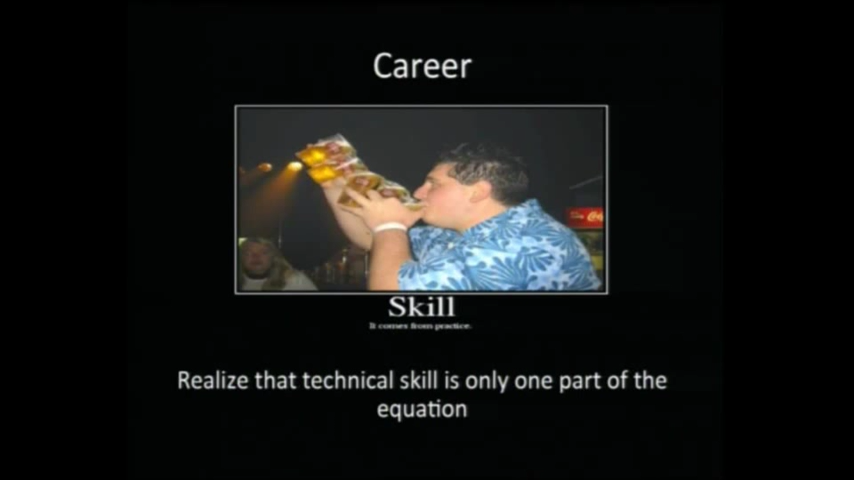 Career
Skill
It comes from practice.
Realize that technical skill is only one part of the
equation